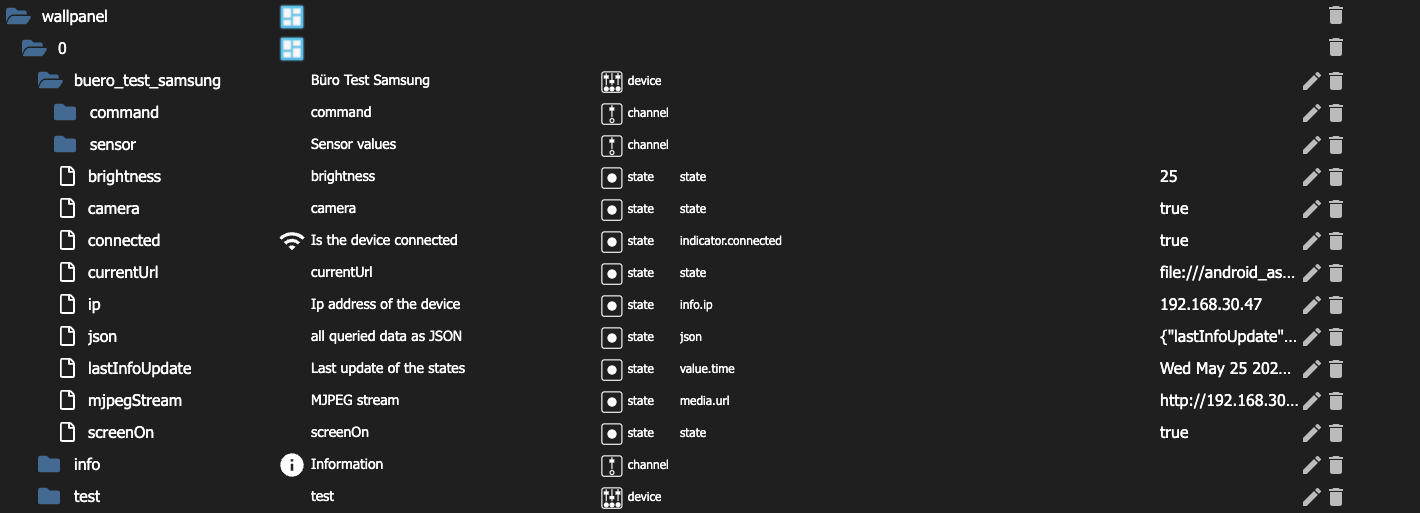 wallpanel
0
buero_test_samsung Büro Test Samsung device
command command channel
sensor Sensor values channel
brightness brightness state state 25
camera camera state state true
connected Is the device connected state indicator.connected true
currentUrl currentUrl state state file:///android_as...
ip Ip address of the device state info.ip 192.168.30.47
json all queried data as JSON state json {"lastInfoUpdate"...
lastInfoUpdate Last update of the states state value.time Wed May 25 202...
mjpegStream MJPEG stream state media.url http://192.168.30...
screenOn screenOn state state true
info Information channel
test test device